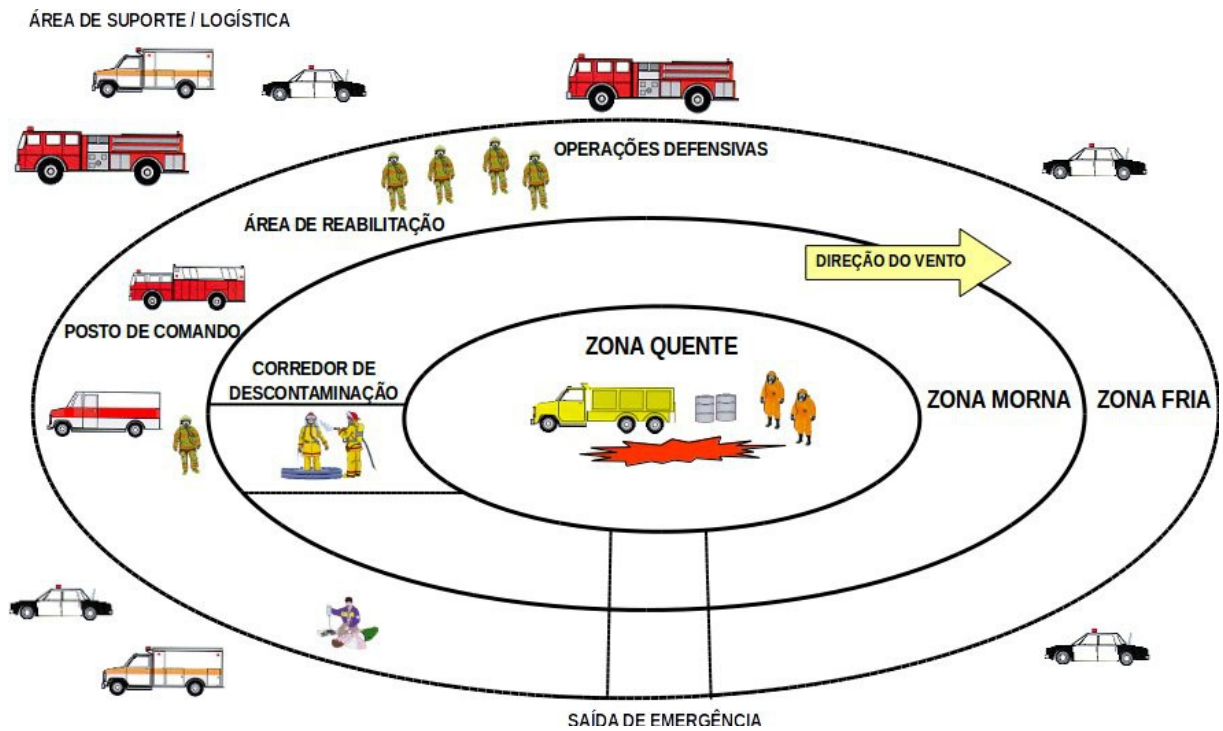 ÁREA DE SUPORTE / LOGÍSTICA
OPERAÇÕES DEFENSIVAS
ÁREA DE REABILITAÇÃO
DIREÇÃO DO VENTO
POSTO DE COMANDO
ZONA QUENTE
CORREDOR DE
DESCONTAMINAÇÃO
ZONA MORNA
ZONA FRIA
SAÍDA DE EMERGÊNCIA